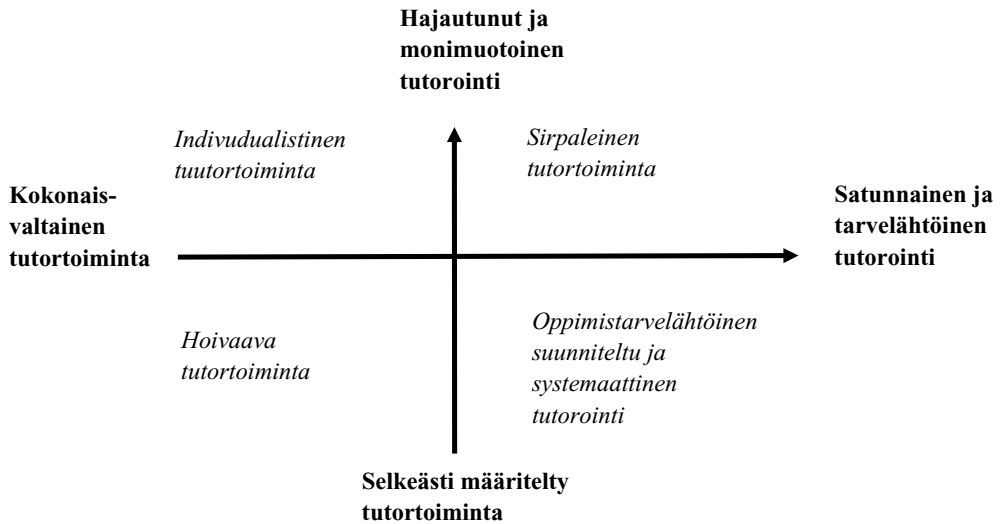 Hajautunut ja
monimuotoinen
tutorointi
Indivudualistinen
tuutortoiminta
Sirpaleinen
tutortoiminta
Kokonais-
valtainen
tutortoiminta
Satunnainen ja
tarvelähtöinen
tutorointi
Hoivaava
tutortoiminta
Oppimistarvelähtöinen
suunniteltu ja
systemaattinen
tutorointi
Selkeästi määritelty
tutortoiminta